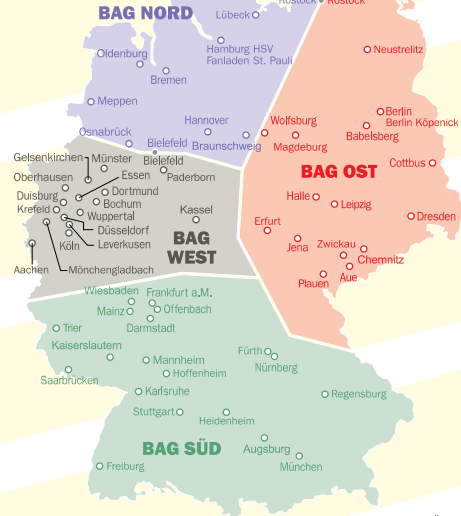 Rostock
Rostock
BAG NORD
Lübeck
Oldenburg
Hamburg HSV
Fanladen St. Pauli
Bremen
Neustrelitz
Meppen
Hannover
Wolfsburg
Berlin
Berlin Köpenick
Osnabrück
Bielefeld
Braunschweig
Magdeburg
Babelsberg
Gelsenkirchen
Münster
Bielefeld
Paderborn
BAG OST
Cottbus
Oberhausen
Essen
Dortmund
Duisburg
Bochum
Krefeld
Wuppertal
Kassel
Halle
Leipzig
Düsseldorf
Erfurt
Dresden
Köln
Leverkusen
BAG
WEST
Jena
Zwickau
Chemnitz
Aachen
Mönchengladbach
Plauen
Aue
Wiesbaden
Frankfurt a.M.
Mainz
Offenbach
Trier
Darmstadt
Kaiserslautern
Mannheim
Fürth
Nürnberg
Saarbrücken
Hoffenheim
Karlsruhe
Regensburg
Stuttgart
Heidenheim
BAG SÜD
Augsburg
Freiburg
München